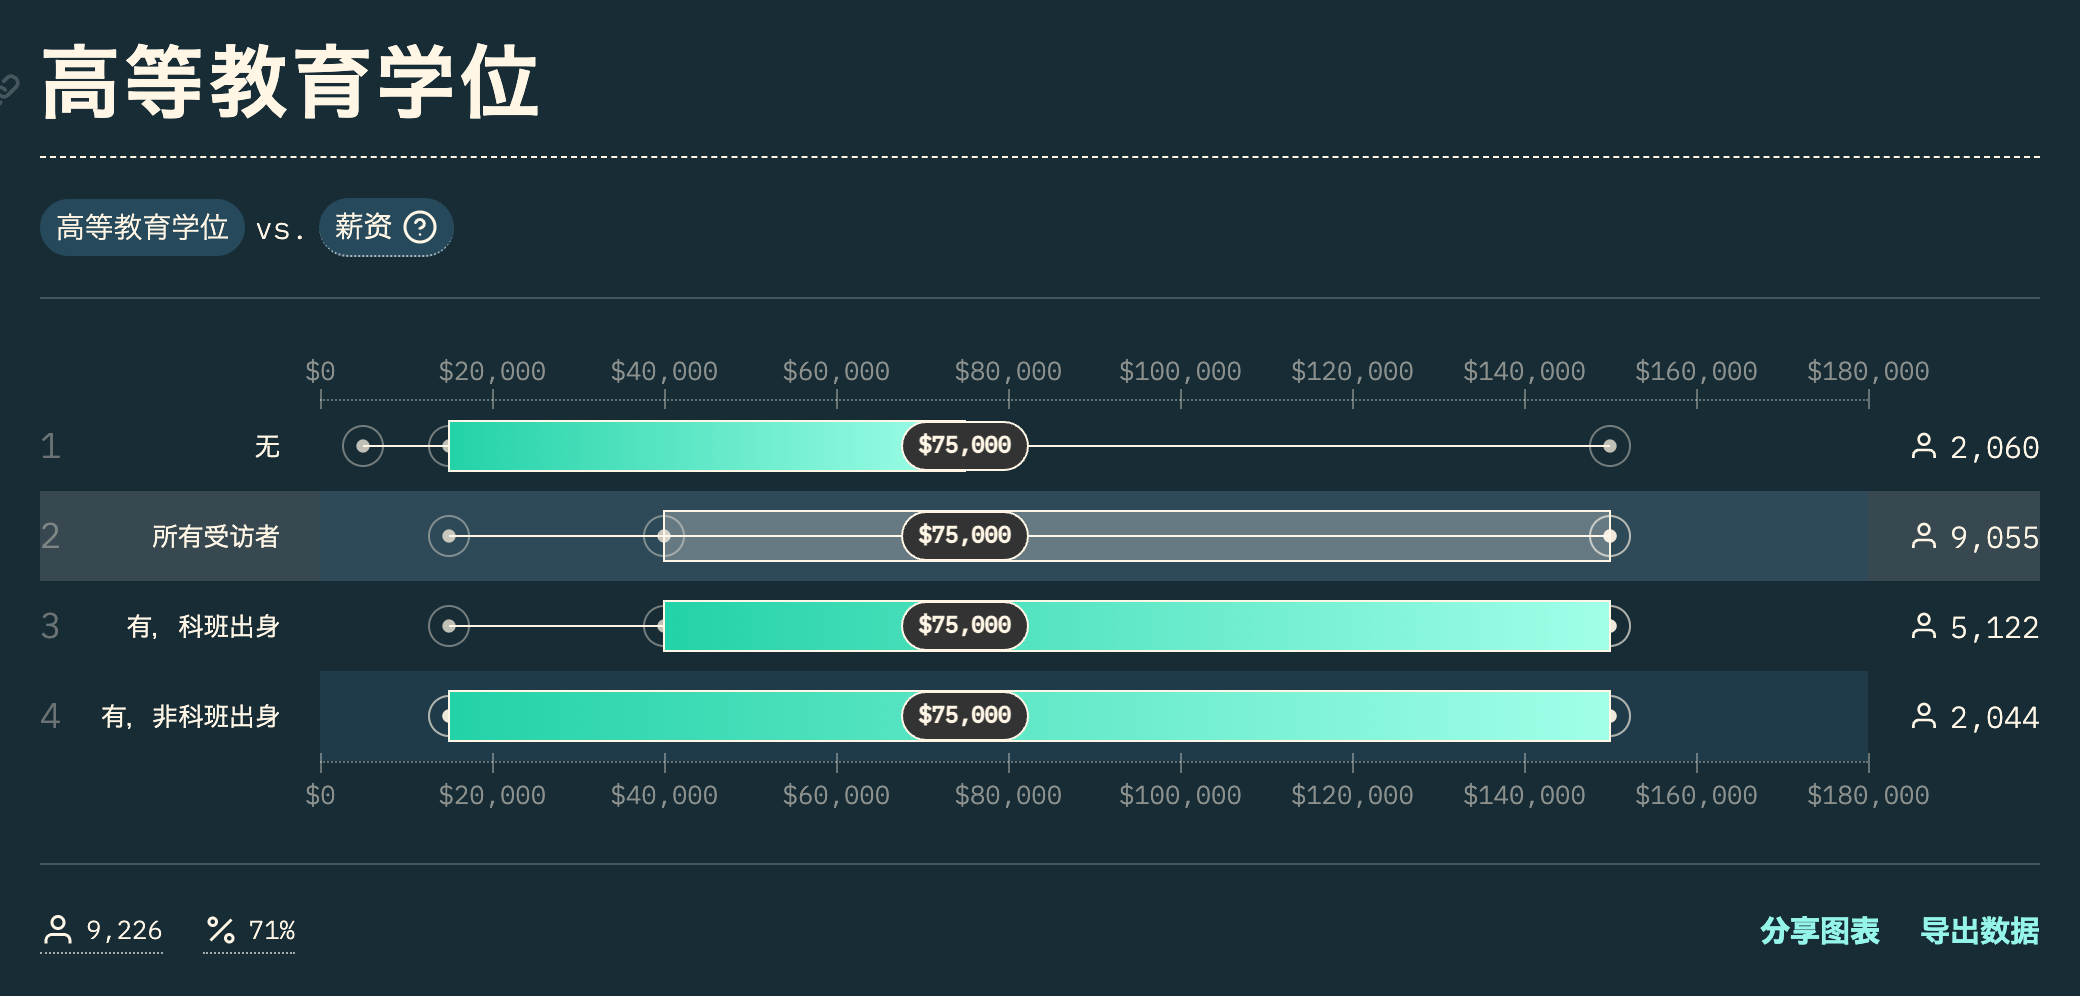 高等教育学位
高等教育学位 vs. 薪资 ?
$0 $20,000 $40,000 $60,000 $80,000 $100,000 $120,000 $140,000 $160,000 $180,000
1 无 $75,000 2,060
2 所有受访者 $75,000 9,055
3 有，科班出身 $75,000 5,122
4 有，非科班出身 $75,000 2,044
$0 $20,000 $40,000 $60,000 $80,000 $100,000 $120,000 $140,000 $160,000 $180,000
9,226 % 71% 分享图表 导出数据